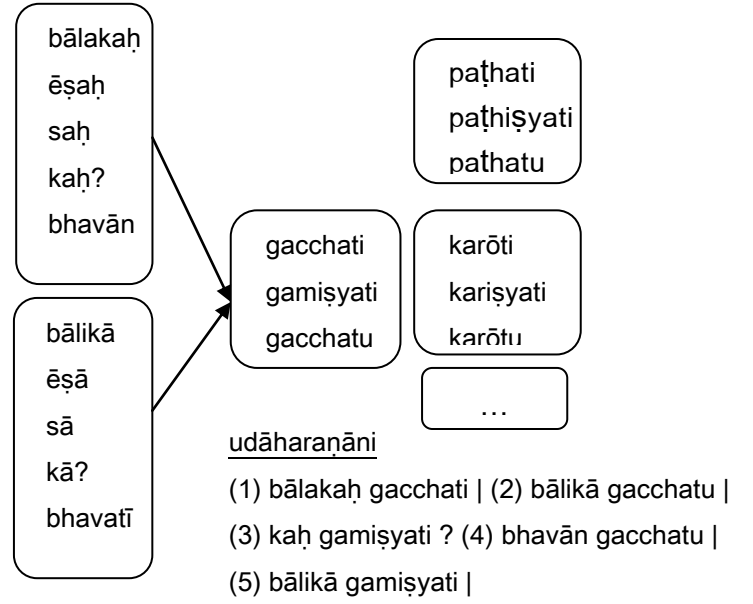 bālakaḥ
ēṣaḥ
saḥ
kaḥ?
bhavān
bālikā
ēṣā
sā
kā?
bhavatī
gacchati
gamiṣyati
gacchatu
paṭhati
paṭhiṣyati
paṭhatu
karōti
kariṣyati
karōtu
...
udāharaṇāni
(1) bālakaḥ gacchati | (2) bālikā gacchatu |
(3) kaḥ gamiṣyati ? (4) bhavān gacchatu |
(5) bālikā gamiṣyati |